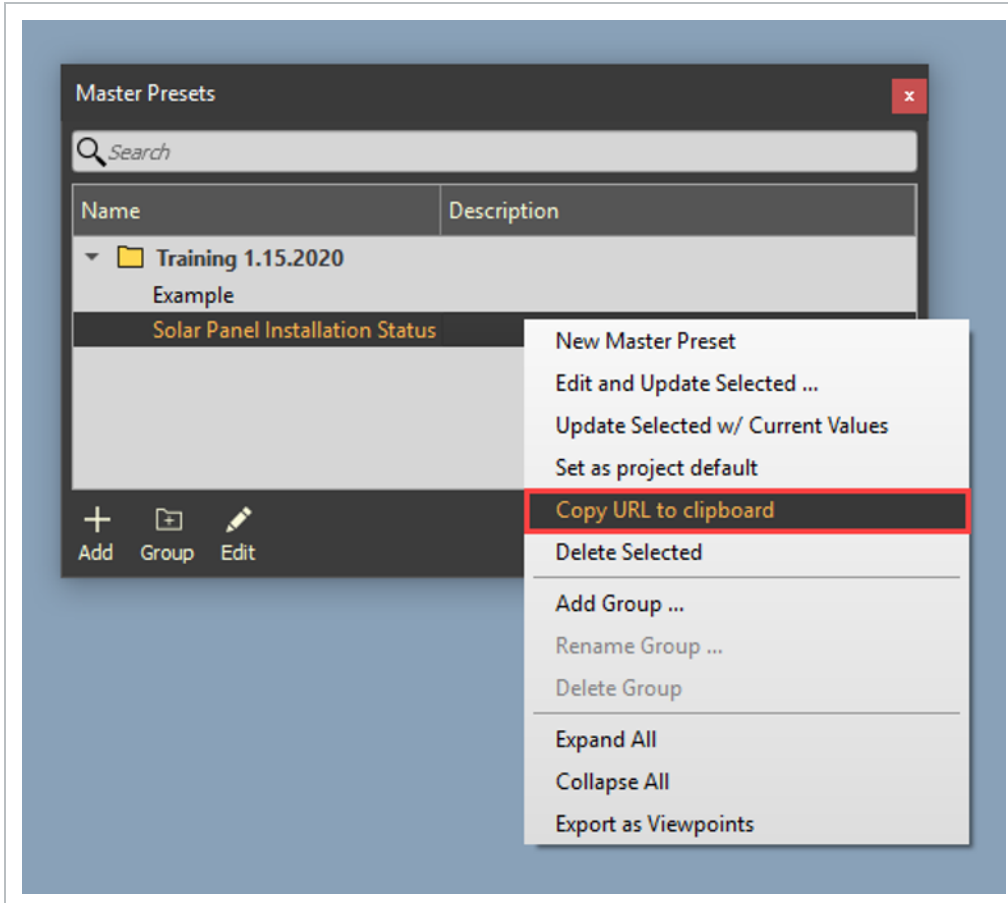 Master Presets
x
Search
Name Description
Training 1.15.2020
Example
Solar Panel Installation Status
New Master Preset
Edit and Update Selected ...
Update Selected w/ Current Values
Set as project default
Copy URL to clipboard
Delete Selected
Add Group ...
Rename Group ...
Delete Group
Expand All
Collapse All
Export as Viewpoints
Add Group Edit